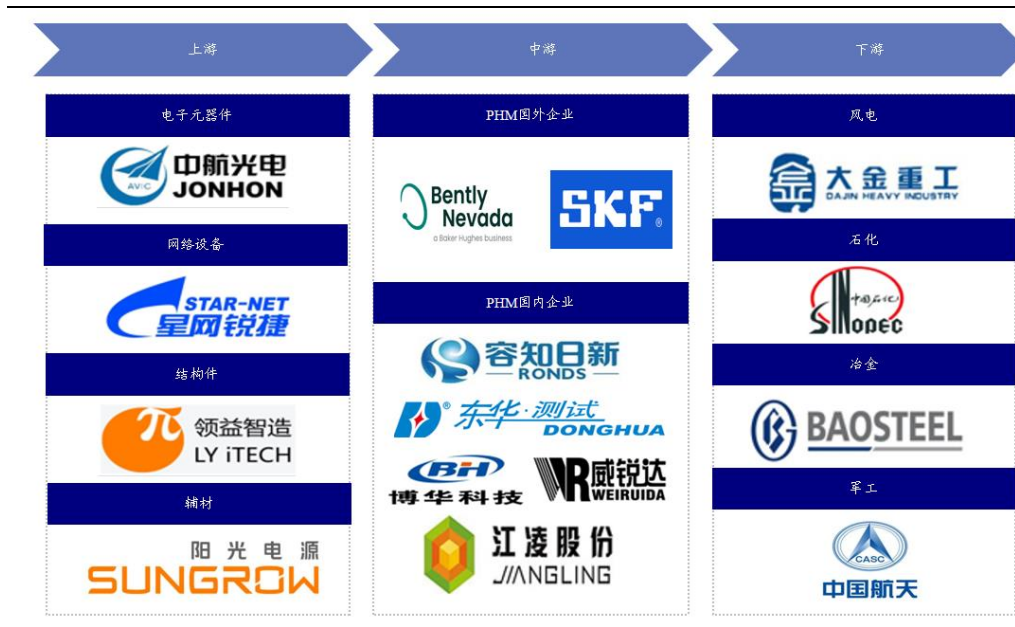 上游
中游
下游
电子元器件
AVIC
中航光电
JONHON
网络设备
STAR-NET
星网锐捷
结构件
领益智造
LY iTECH
辅材
阳光电源
SUNGROW
PHM国外企业
Bently
Nevada
a Baker Hughes business
SKF®
PHM国内企业
容知日新
RONDS
® 东华·测试
DONGHUA
BH
博华科技
WR威锐达
WEIRUIDA
江凌股份
JIANGLING
风电
大金重工
DAJIN HEAVY INDUSTRY
石化
中国石化
SINOPEC
冶金
BAOSTEEL
军工
CASC
中国航天